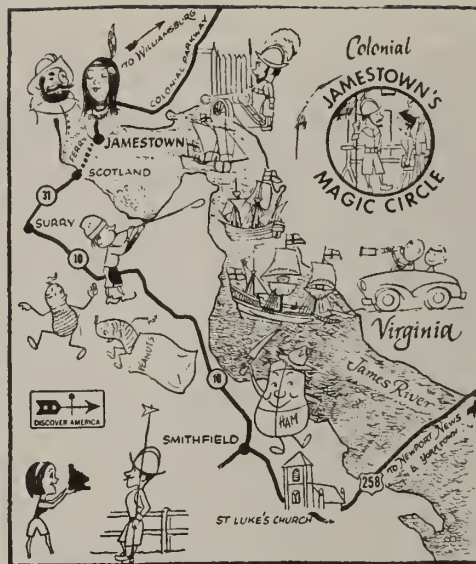 Colonial
JAMESTOWN'S
MAGIC CIRCLE
Virginia
TO WILLIAMSBURG
COLONIAL PARKWAY
JAMESTOWN
FERRY
SCOTLAND
31
SURRY
10
PEANUTS
10
HAM
James River
DISCOVER AMERICA
SMITHFIELD
258
TO NEWPORT NEWS
& YORKTOWN
ST LUKE'S CHURCH